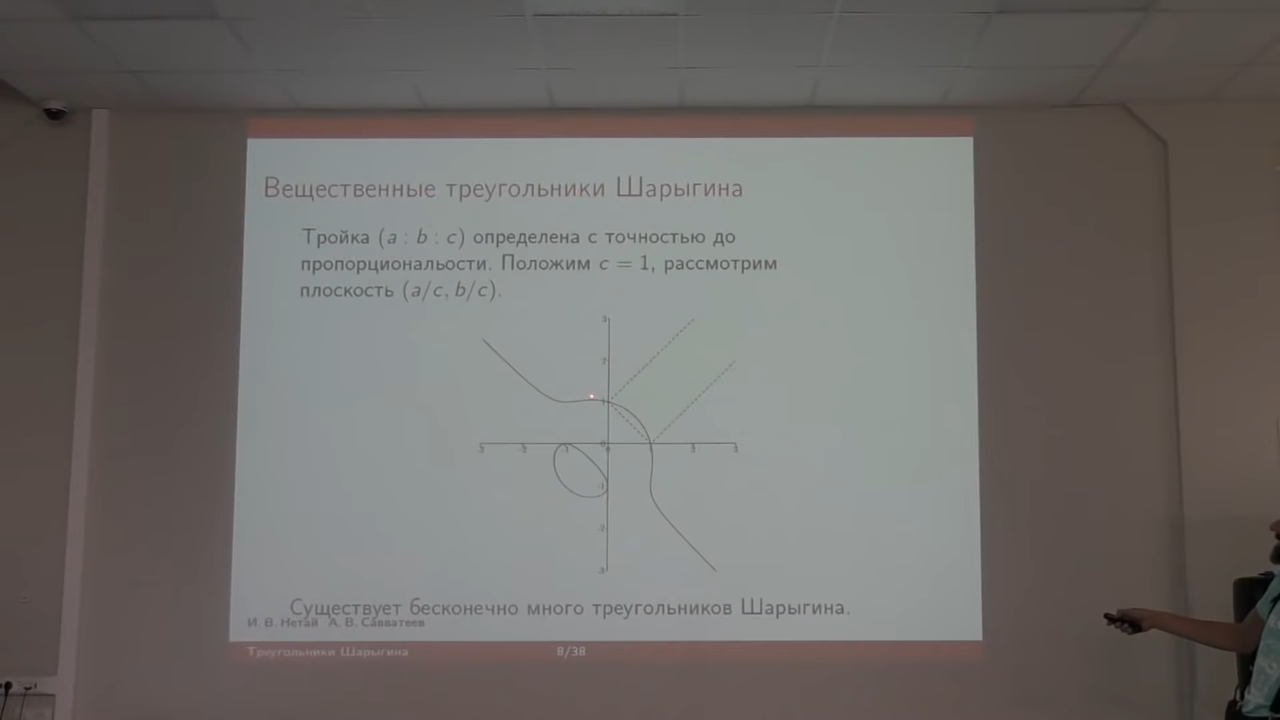 Вещественные треугольники Шарыгина
Тройка (a : b : c) определена с точностью до
пропорциональости. Положим c = 1, рассмотрим
плоскость (a/c, b/c).
Существует бесконечно много треугольников Шарыгина.
И. В. Нетай А. В. Савватеев
Треугольники Шарыгина 8/38